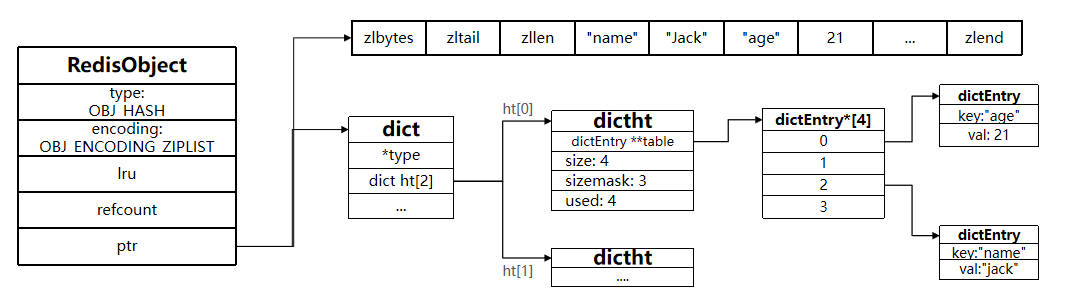 zlbytes zltail zllen "name" "Jack" "age" 21 ... zlend
RedisObject
type:
OBJ_HASH
encoding:
OBJ_ENCODING_ZIPLIST
lru
refcount
ptr
dict
*type
dict ht[2]
...
ht[0]
dictht
dictEntry **table
size: 4
sizemask: 3
used: 4
ht[1]
dictht
....
dictEntry*[4]
0
1
2
3
dictEntry
key:"age"
val: 21
dictEntry
key:"name"
val:"jack"